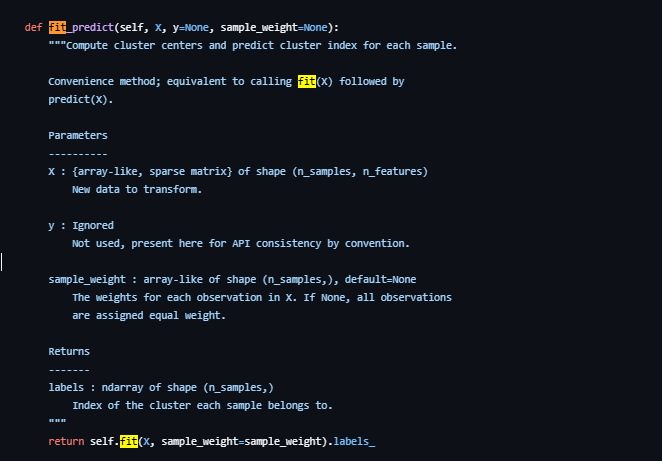 def fit_predict(self, X, y=None, sample_weight=None):
"""Compute cluster centers and predict cluster index for each sample.
Convenience method; equivalent to calling fit(X) followed by
predict(X).
Parameters
----------
X : {array-like, sparse matrix} of shape (n_samples, n_features)
New data to transform.
y : Ignored
Not used, present here for API consistency by convention.
sample_weight : array-like of shape (n_samples,), default=None
The weights for each observation in X. If None, all observations
are assigned equal weight.
Returns
-------
labels : ndarray of shape (n_samples,)
Index of the cluster each sample belongs to.
"""
return self.fit(X, sample_weight=sample_weight).labels_